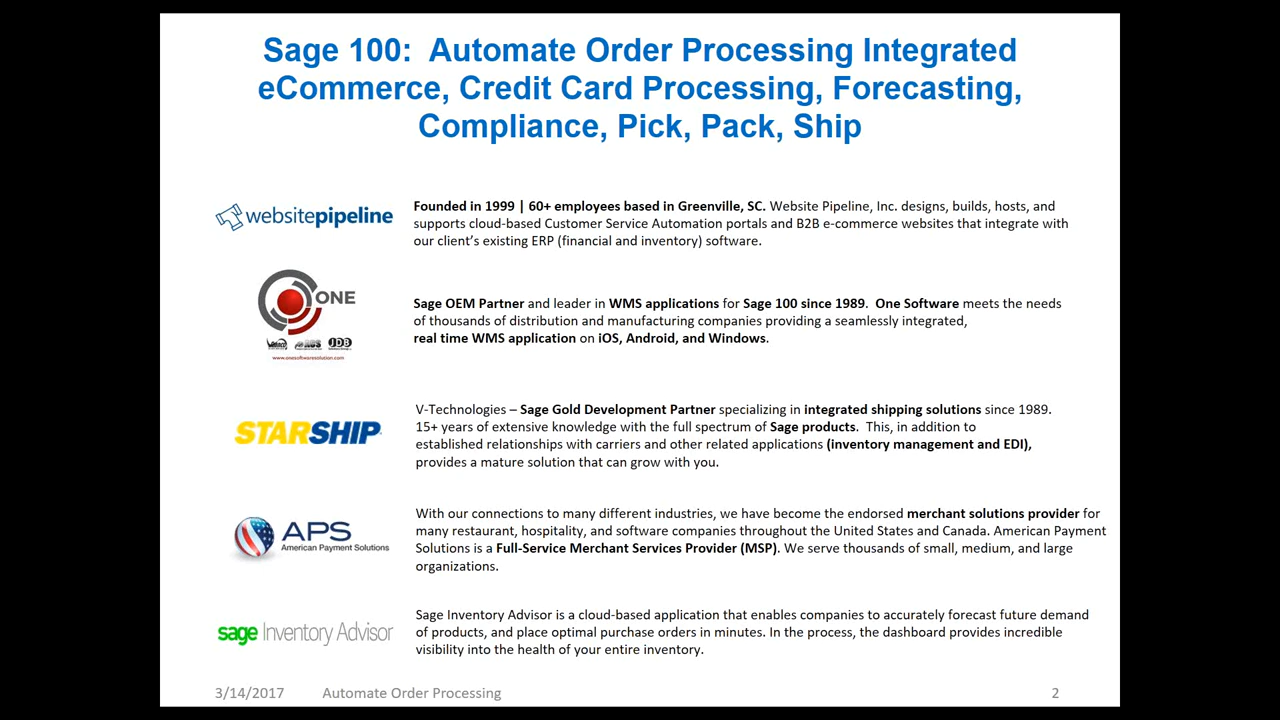 Sage 100:  Automate Order Processing Integrated
eCommerce, Credit Card Processing, Forecasting,
Compliance, Pick, Pack, Ship
websitepipeline
Founded in 1999 | 60+ employees based in Greenville, SC. Website Pipeline, Inc. designs, builds, hosts, and
supports cloud-based Customer Service Automation portals and B2B e-commerce websites that integrate with
our client's existing ERP (financial and inventory) software.
ONE
JDB
www.onesoftwaresolution.com
Sage OEM Partner and leader in WMS applications for Sage 100 since 1989.  One Software meets the needs
of thousands of distribution and manufacturing companies providing a seamlessly integrated,
real time WMS application on iOS, Android, and Windows.
STARSHIP
V-Technologies – Sage Gold Development Partner specializing in integrated shipping solutions since 1989.
15+ years of extensive knowledge with the full spectrum of Sage products.  This, in addition to
established relationships with carriers and other related applications (inventory management and EDI),
provides a mature solution that can grow with you.
APS
American Payment Solutions
With our connections to many different industries, we have become the endorsed merchant solutions provider for
many restaurant, hospitality, and software companies throughout the United States and Canada. American Payment
Solutions is a Full-Service Merchant Services Provider (MSP). We serve thousands of small, medium, and large
organizations.
sage Inventory Advisor
Sage Inventory Advisor is a cloud-based application that enables companies to accurately forecast future demand
of products, and place optimal purchase orders in minutes. In the process, the dashboard provides incredible
visibility into the health of your entire inventory.
3/14/2017 Automate Order Processing 2